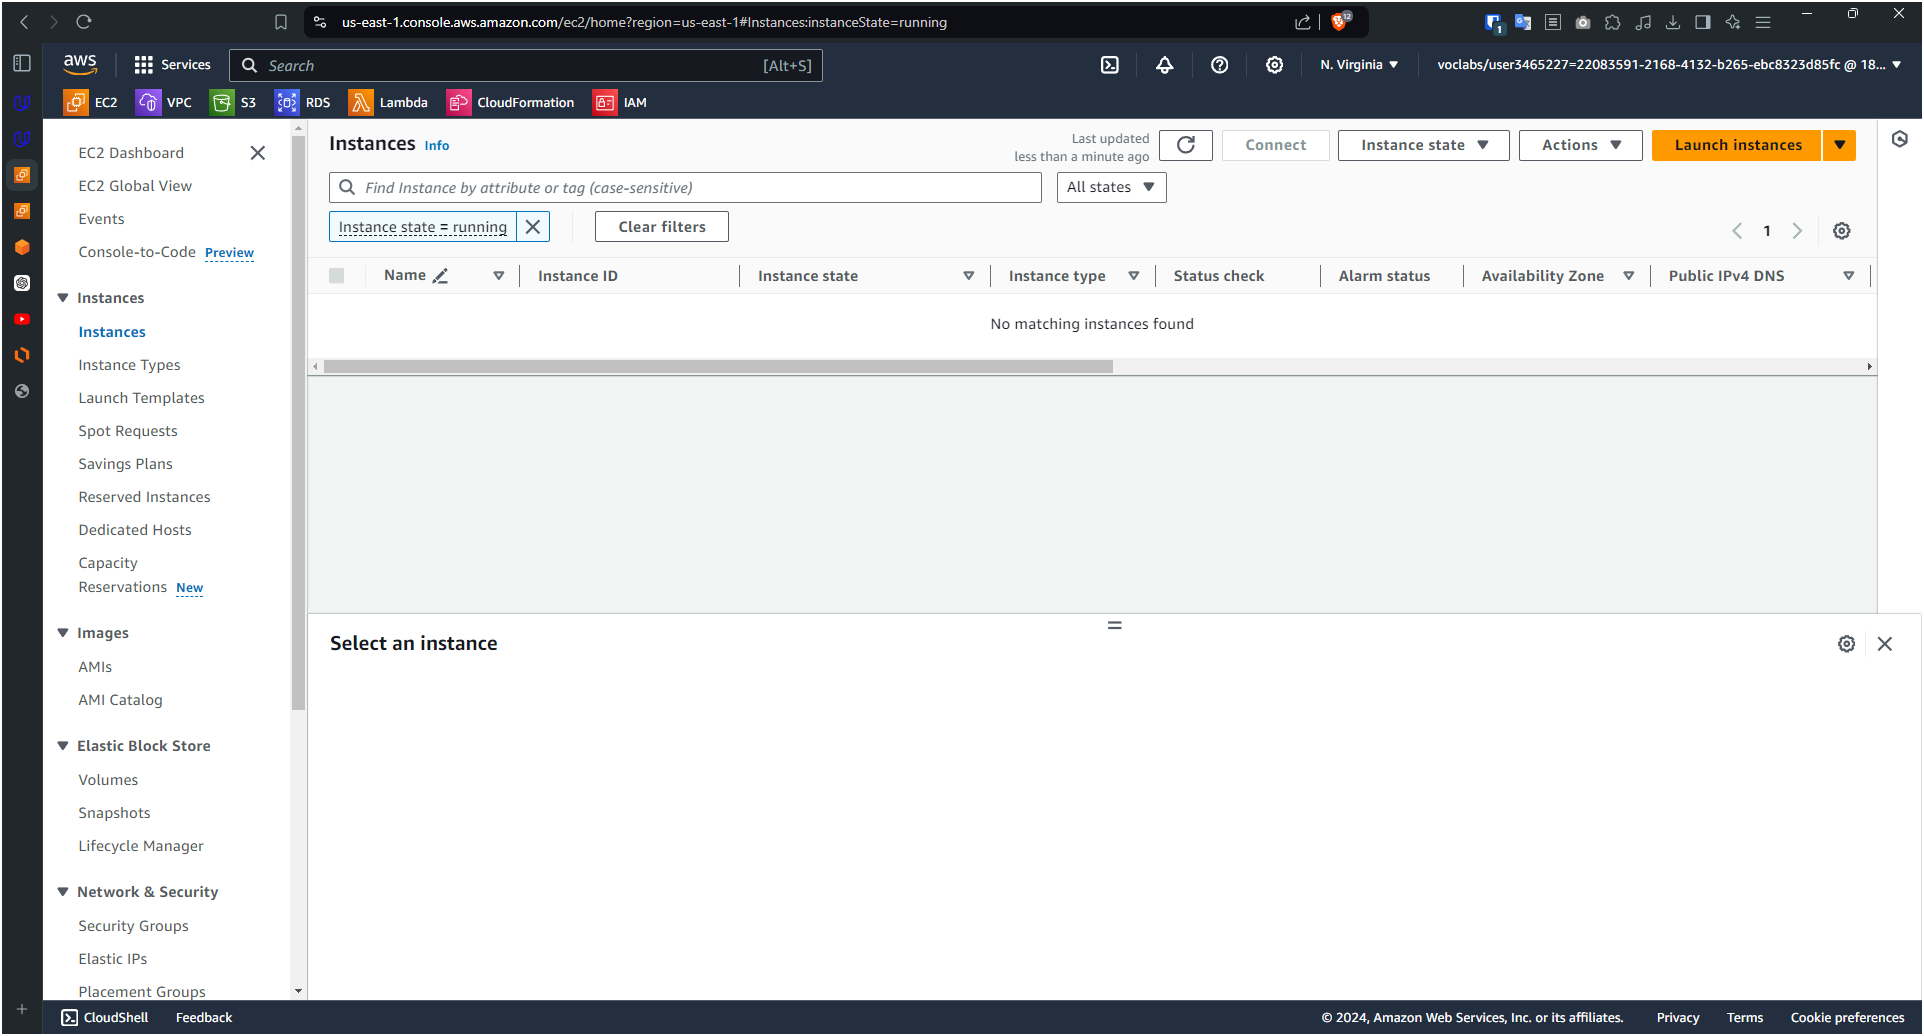 us-east-1.console.aws.amazon.com/ec2/home?region=us-east-1#Instances:instanceState=running
12
1
aws
Services
Search
[Alt+S]
N. Virginia
voclabs/user3465227=22083591-2168-4132-b265-ebc8323d85fc @ 18...
EC2
VPC
S3
RDS
Lambda
CloudFormation
IAM
EC2 Dashboard
EC2 Global View
Events
Console-to-Code Preview
Instances
Instances
Instance Types
Launch Templates
Spot Requests
Savings Plans
Reserved Instances
Dedicated Hosts
Capacity
Reservations New
Images
AMIs
AMI Catalog
Elastic Block Store
Volumes
Snapshots
Lifecycle Manager
Network & Security
Security Groups
Elastic IPs
Placement Groups
Instances Info
Last updated
less than a minute ago
Connect
Instance state
Actions
Launch instances
Find Instance by attribute or tag (case-sensitive)
All states
Instance state = running
Clear filters
1
Name
Instance ID
Instance state
Instance type
Status check
Alarm status
Availability Zone
Public IPv4 DNS
No matching instances found
Select an instance
CloudShell
Feedback
© 2024, Amazon Web Services, Inc. or its affiliates.
Privacy
Terms
Cookie preferences